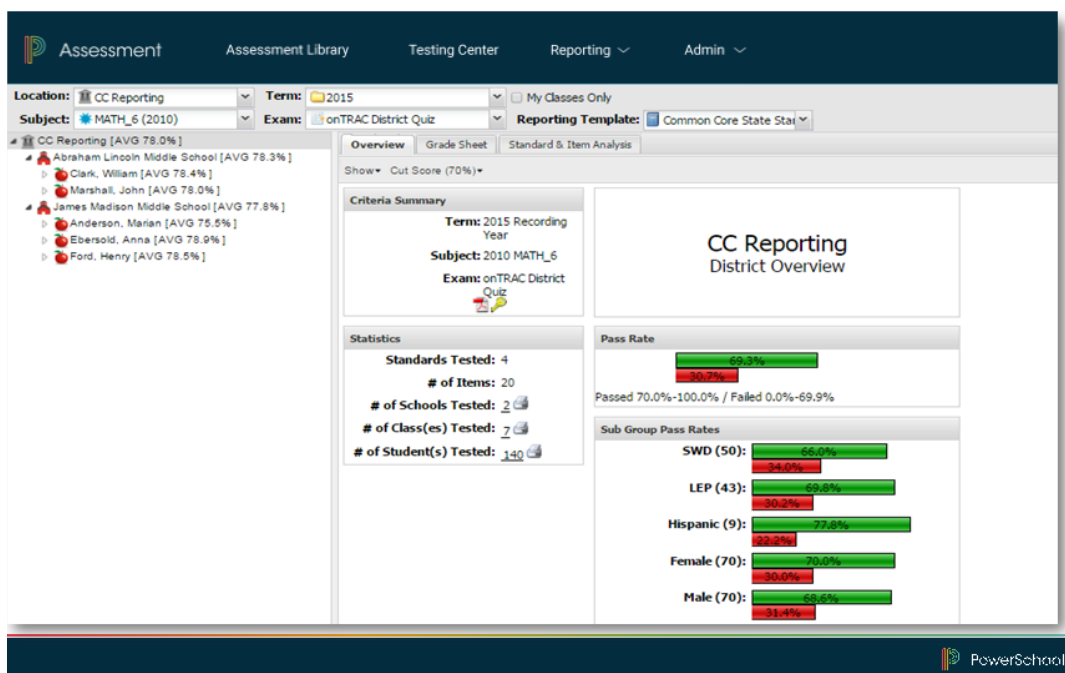 Assessment Assessment Library Testing Center Reporting Admin
Location: CC Reporting Term: 2015 My Classes Only
Subject: MATH_6 (2010) Exam: onTRAC District Quiz Reporting Template: Common Core State Star
CC Reporting [AVG 78.0%]
Abraham Lincoln Middle School [AVG 78.3%]
Clark, William [AVG 78.4%]
Marshall, John [AVG 78.0%]
James Madison Middle School [AVG 77.8%]
Anderson, Marian [AVG 75.5%]
Ebersold, Anna [AVG 78.9%]
Ford, Henry [AVG 78.5%]
Overview Grade Sheet Standard & Item Analysis
Show Cut Score (70%)
Criteria Summary
Term: 2015 Recording
Year
Subject: 2010 MATH_6
Exam: onTRAC District
Quiz
CC Reporting
District Overview
Statistics
Standards Tested: 4
# of Items: 20
# of Schools Tested: 2
# of Class(es) Tested: 7
# of Student(s) Tested: 140
Pass Rate
69.3%
30.7%
Passed 70.0%-100.0% / Failed 0.0%-69.9%
Sub Group Pass Rates
SWD (50): 66.0%
34.0%
LEP (43): 69.8%
30.2%
Hispanic (9): 77.8%
22.2%
Female (70): 70.0%
30.0%
Male (70): 68.6%
31.4%
PowerSchool